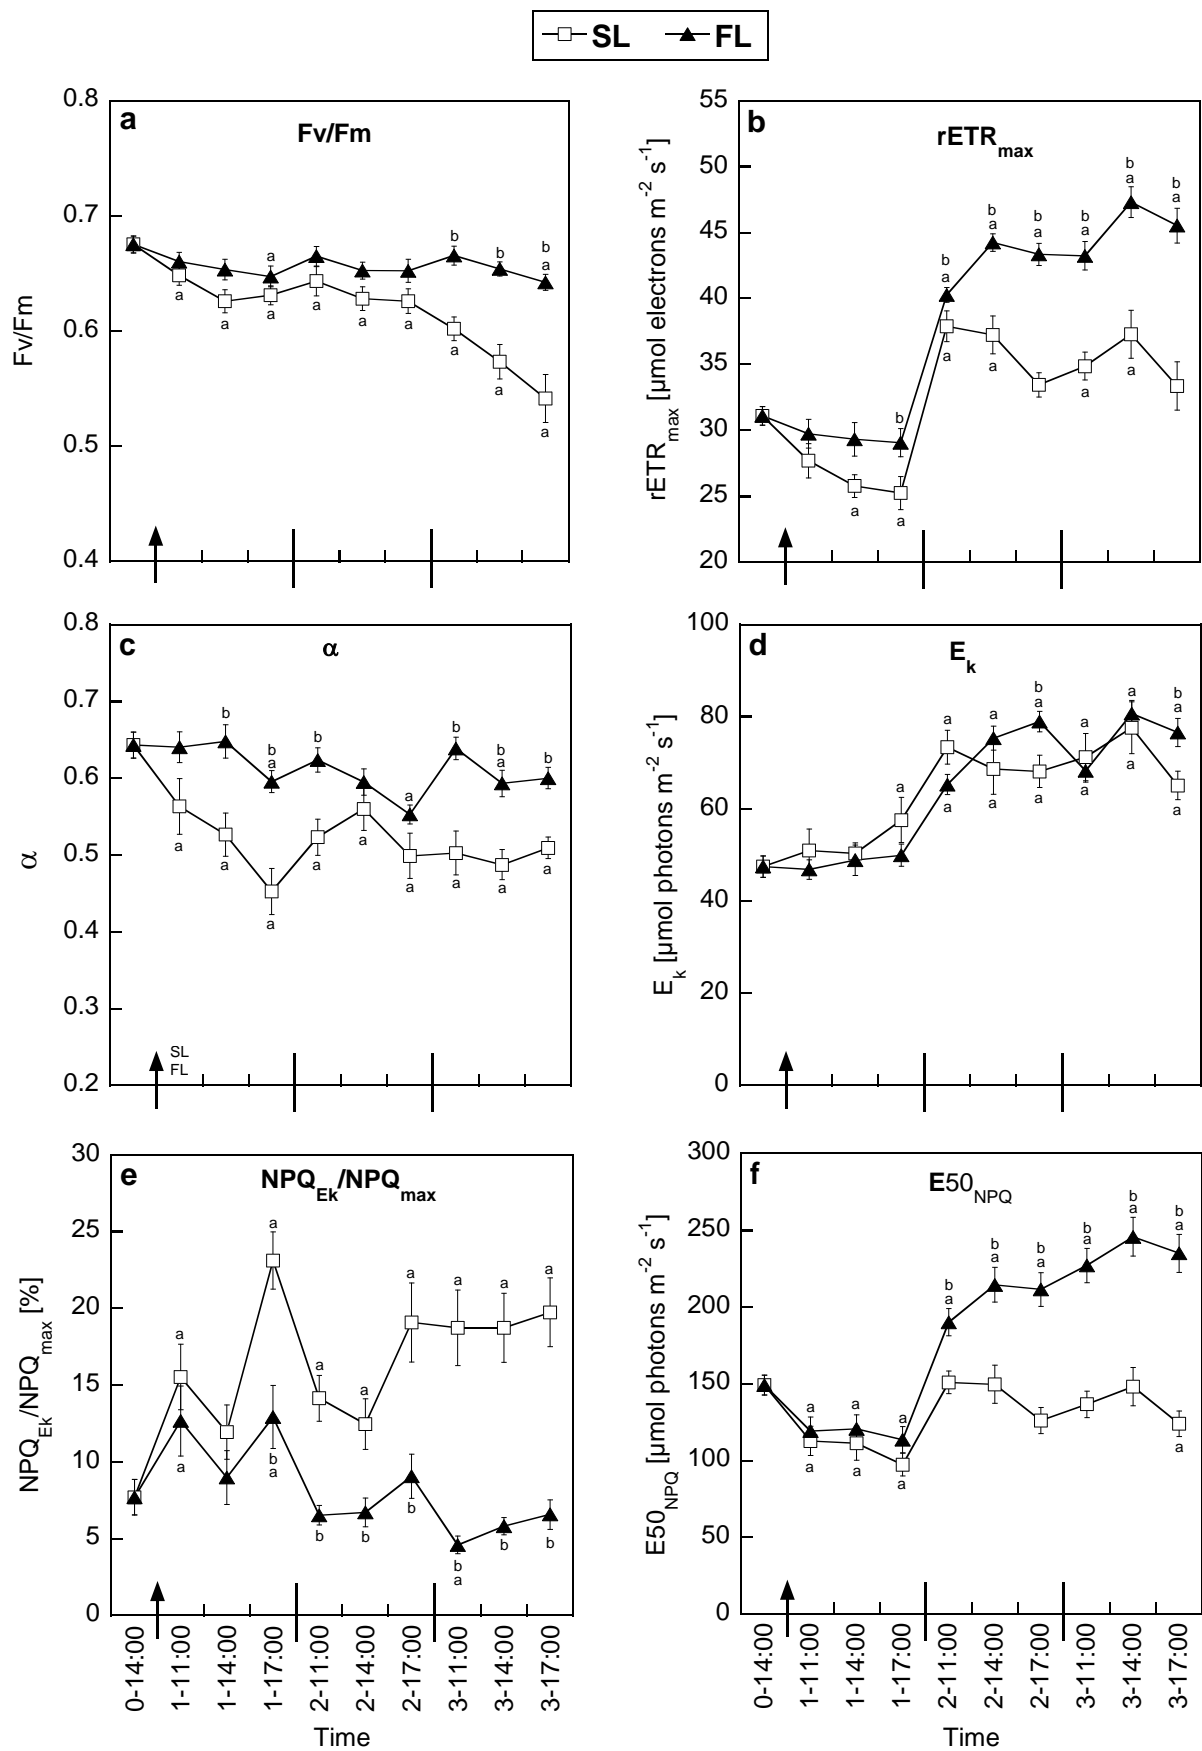 SL FL
a Fv/Fm
Fv/Fm
0.8
0.7
0.6
0.5
0.4
a
b b b
a
a a a a a a a a a
b rETRmax
rETRmax [µmol electrons m-2 s-1]
55
50
45
40
35
30
25
20
b
b a
b a
b a
b a
b a
b a
a a a a a a
c α
α
0.8
0.7
0.6
0.5
0.4
0.3
0.2
b
b a
b
a
b
b a
b
a a a a a a a a a
SL
FL
d Ek
Ek [µmol photons m-2 s-1]
100
80
60
40
20
0
a a a
b a
a a
b a
a a a a a
e NPQEk/NPQmax
NPQEk/NPQmax [%]
30
25
20
15
10
5
0
a a a a a a a a
a
b a
b b b
b a
b b
f E50NPQ
E50NPQ [µmol photons m-2 s-1]
300
250
200
150
100
50
0
a a a
b a
b a
b a
b a
b a
b a
a a a a
0-14:00
1-11:00
1-14:00
1-17:00
2-11:00
2-14:00
2-17:00
3-11:00
3-14:00
3-17:00
Time
0-14:00
1-11:00
1-14:00
1-17:00
2-11:00
2-14:00
2-17:00
3-11:00
3-14:00
3-17:00
Time